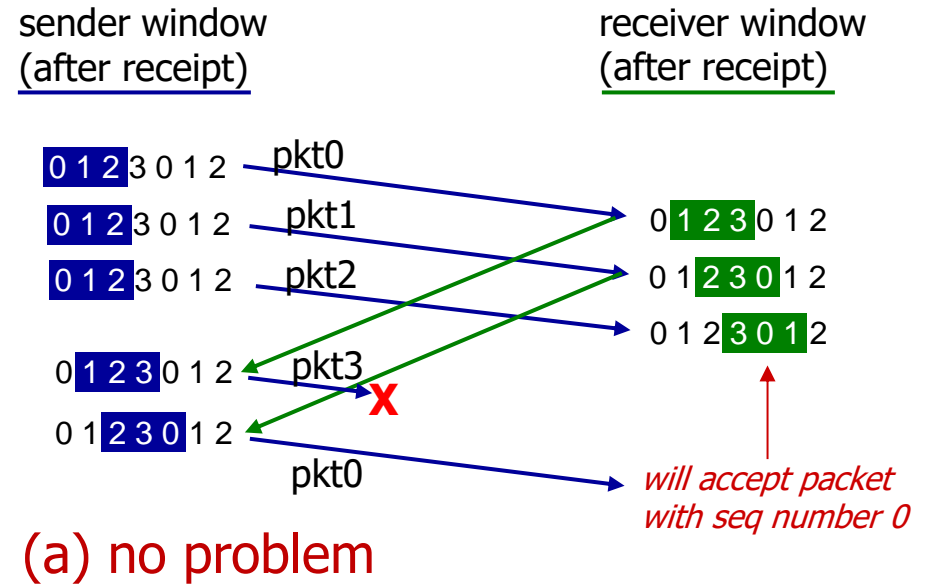 sender window
(after receipt)
receiver window
(after receipt)
0 1 2 3 0 1 2
pkt0
0 1 2 3 0 1 2
pkt1
0 1 2 3 0 1 2
0 1 2 3 0 1 2
pkt2
0 1 2 3 0 1 2
0 1 2 3 0 1 2
0 1 2 3 0 1 2
pkt3
X
0 1 2 3 0 1 2
pkt0
will accept packet
with seq number 0
(a) no problem